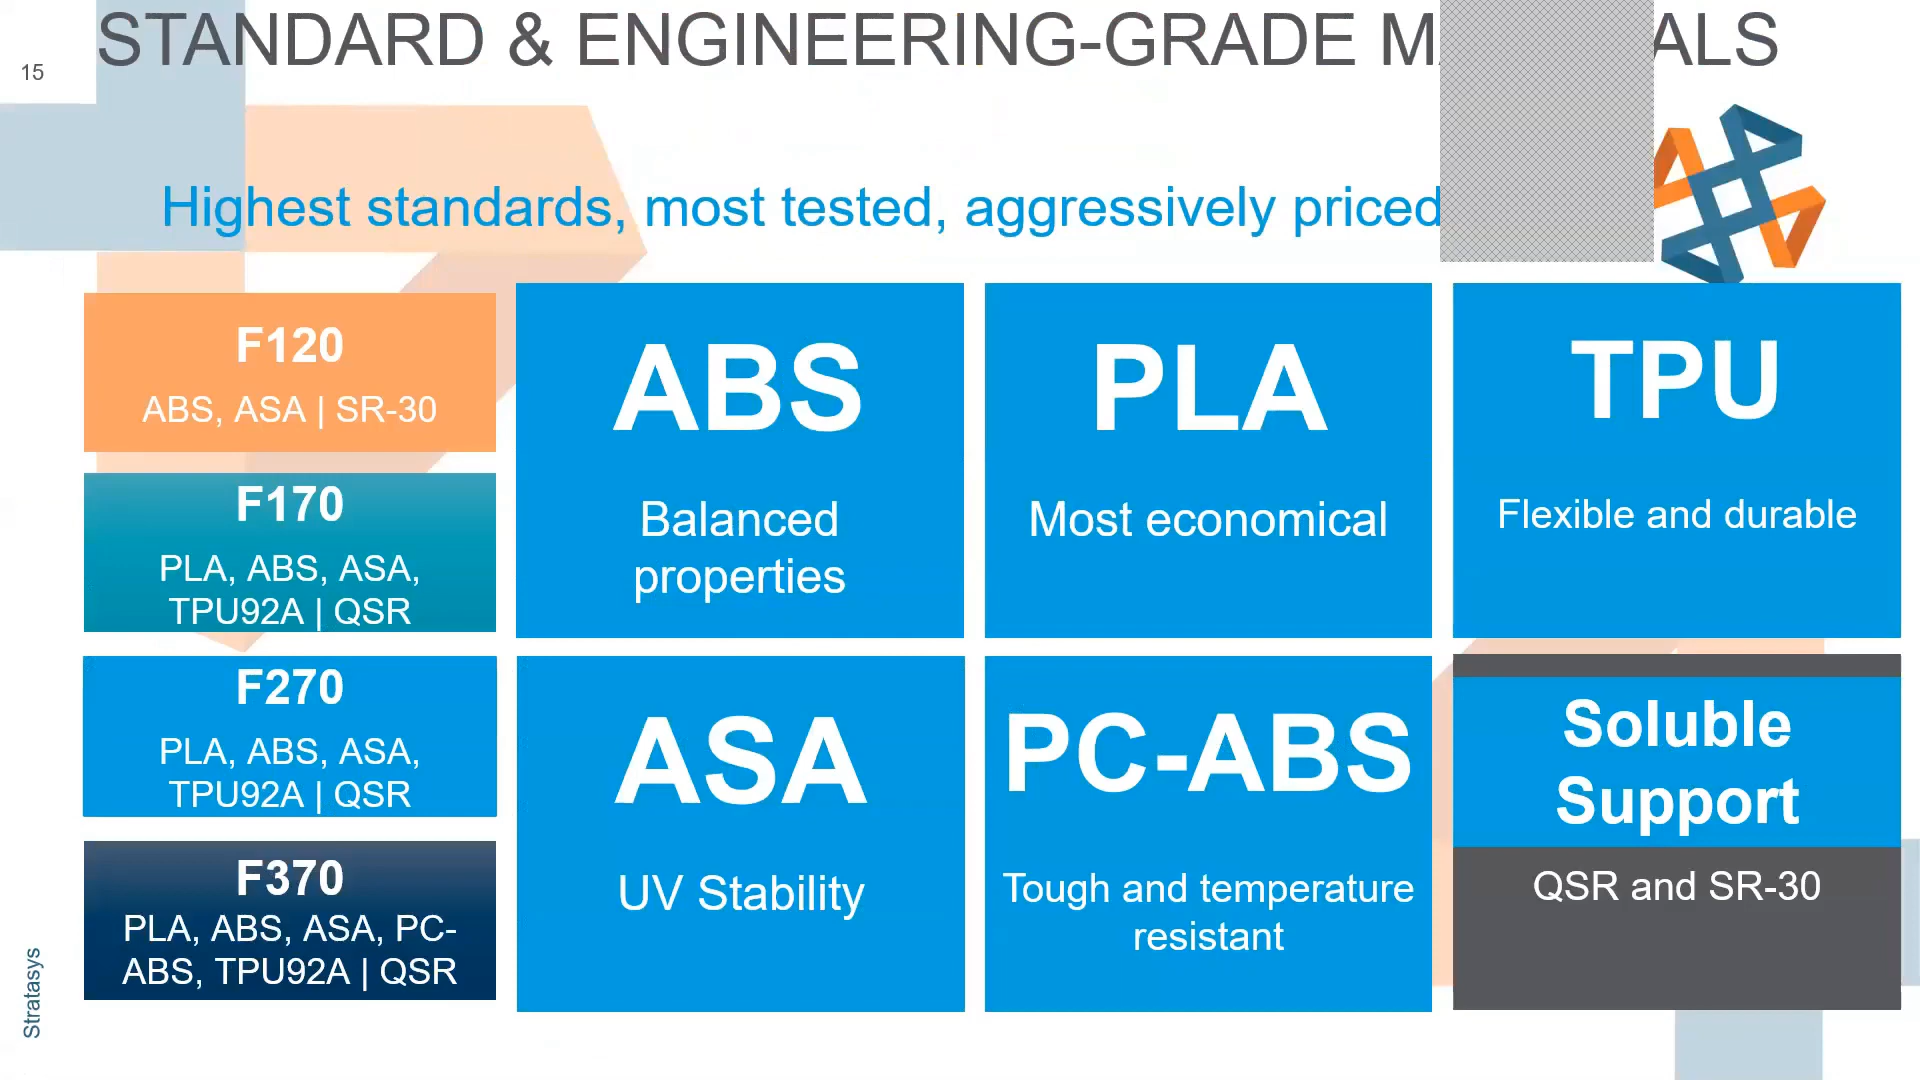 15
STANDARD & ENGINEERING-GRADE M ALS
Highest standards, most tested, aggressively priced
F120
ABS, ASA | SR-30
F170
PLA, ABS, ASA,
TPU92A | QSR
F270
PLA, ABS, ASA,
TPU92A | QSR
F370
PLA, ABS, ASA, PC-
ABS, TPU92A | QSR
ABS
Balanced
properties
PLA
Most economical
TPU
Flexible and durable
ASA
UV Stability
PC-ABS
Tough and temperature
resistant
Soluble
Support
QSR and SR-30
Stratasys